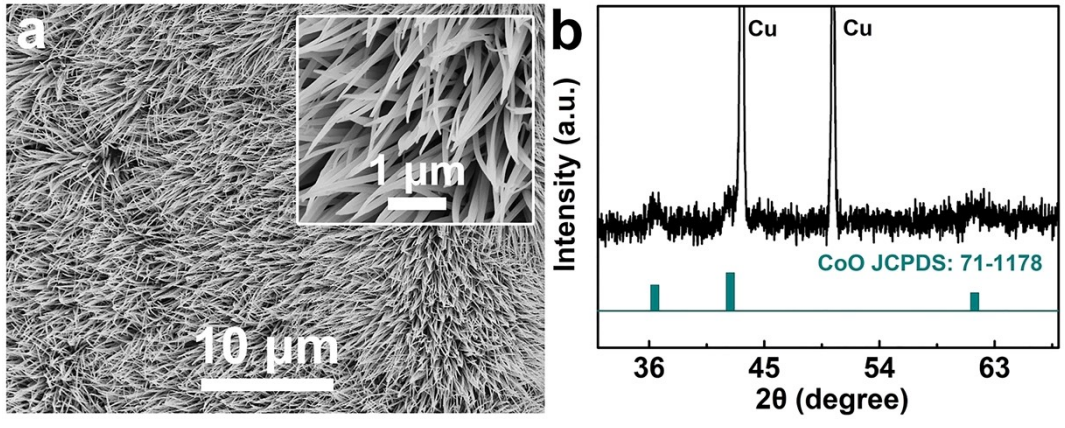 a
1 μm
10 μm
b
Intensity (a.u.)
Cu
Cu
CoO JCPDS: 71-1178
36
45
54
63
2θ (degree)